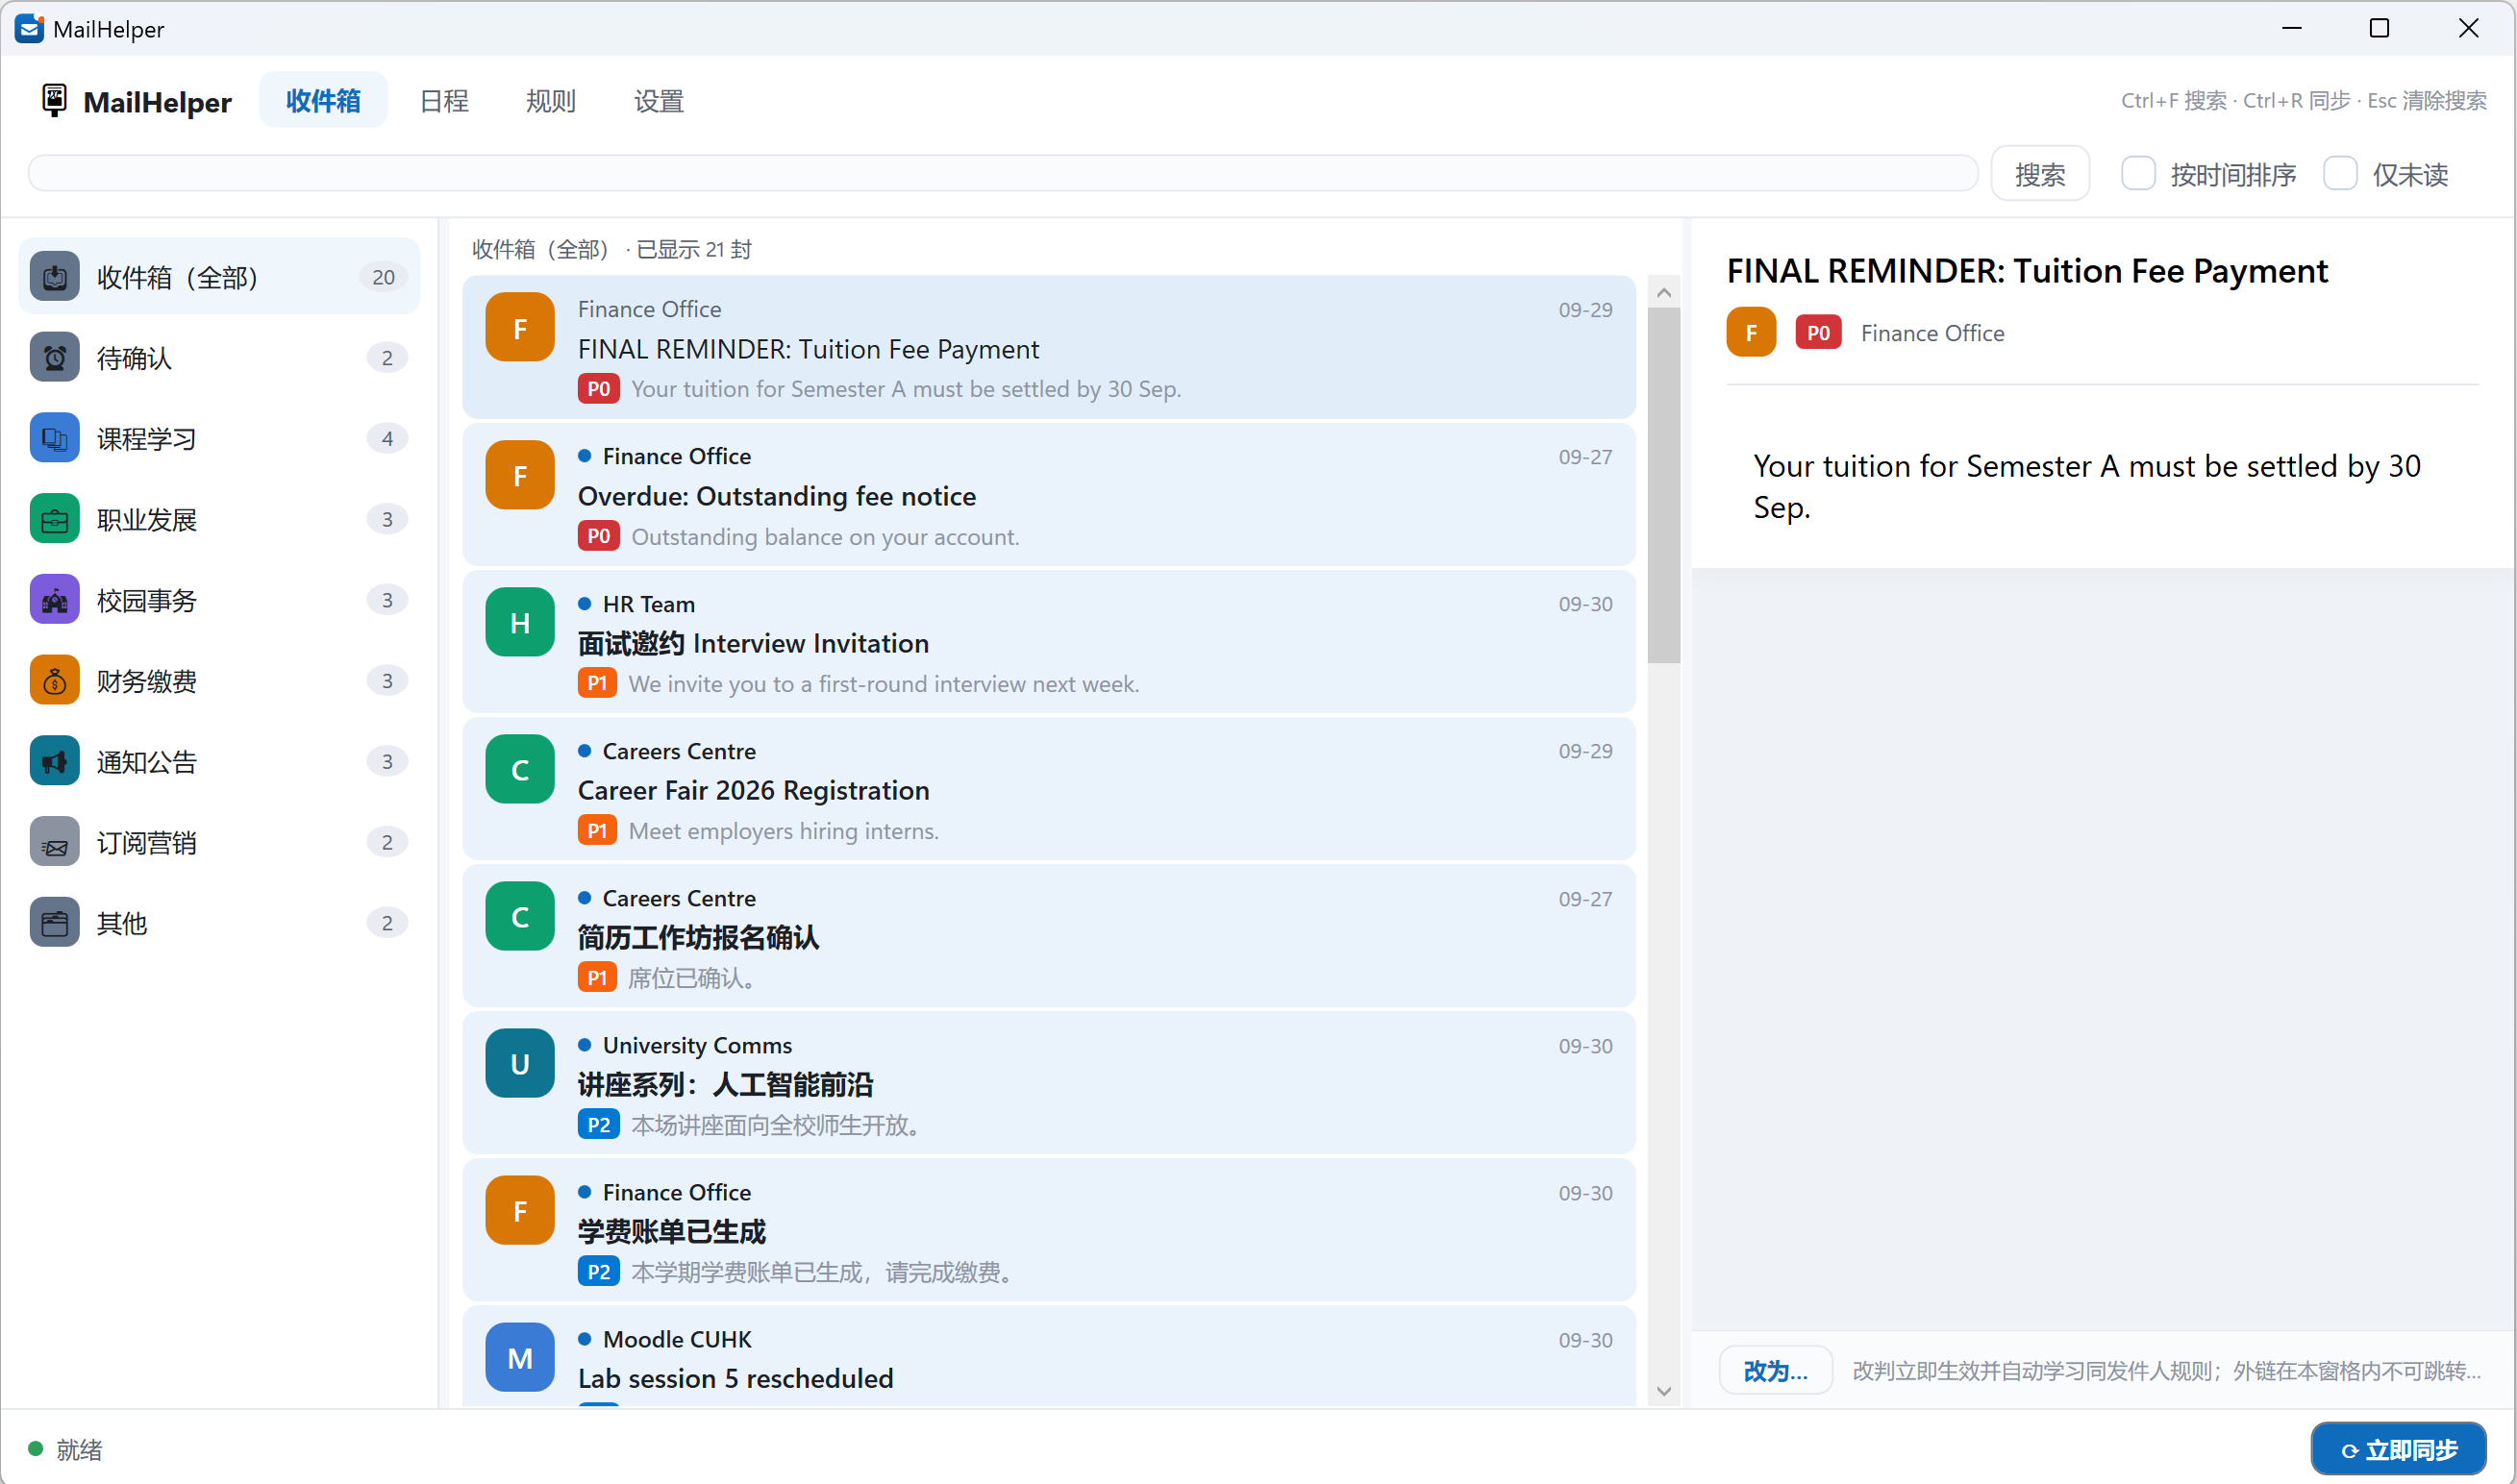 MailHelper
MailHelper 收件箱 日程 规则 设置 Ctrl+F 搜索 · Ctrl+R 同步 · Esc 清除搜索
搜索 按时间排序 仅未读
收件箱（全部） 20
待确认 2
课程学习 4
职业发展 3
校园事务 3
财务缴费 3
通知公告 3
订阅营销 2
其他 2
收件箱（全部） · 已显示 21 封
F
Finance Office 09-29
FINAL REMINDER: Tuition Fee Payment
P0 Your tuition for Semester A must be settled by 30 Sep.
F
Finance Office 09-27
Overdue: Outstanding fee notice
P0 Outstanding balance on your account.
H
HR Team 09-30
面试邀约 Interview Invitation
P1 We invite you to a first-round interview next week.
C
Careers Centre 09-29
Career Fair 2026 Registration
P1 Meet employers hiring interns.
C
Careers Centre 09-27
简历工作坊报名确认
P1 席位已确认。
U
University Comms 09-30
讲座系列：人工智能前沿
P2 本场讲座面向全校师生开放。
F
Finance Office 09-30
学费账单已生成
P2 本学期学费账单已生成，请完成缴费。
M
Moodle CUHK 09-30
Lab session 5 rescheduled
FINAL REMINDER: Tuition Fee Payment
F P0 Finance Office
Your tuition for Semester A must be settled by 30
Sep.
改为... 改判立即生效并自动学习同发件人规则；外链在本窗格内不可跳转...
就绪
立即同步